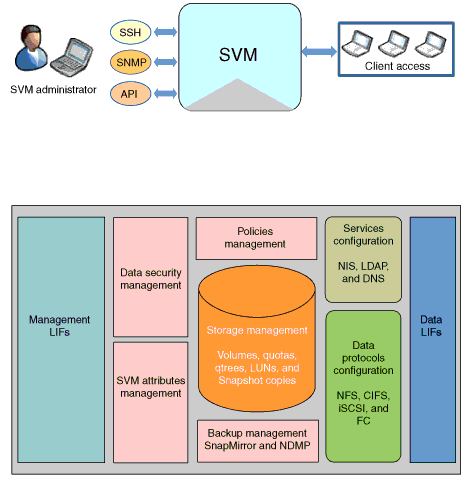 SSH
SNMP
API
SVM
SVM administrator
Client access
Management
LIFs
Data security
management
SVM attributes
management
Policies
management
Storage management
Volumes, quotas,
qtrees, LUNs, and
Snapshot copies
Backup management
SnapMirror and NDMP
Services
configuration
NIS, LDAP,
and DNS
Data
protocols
configuration
NFS, CIFS,
iSCSI, and
FC
Data
LIFs